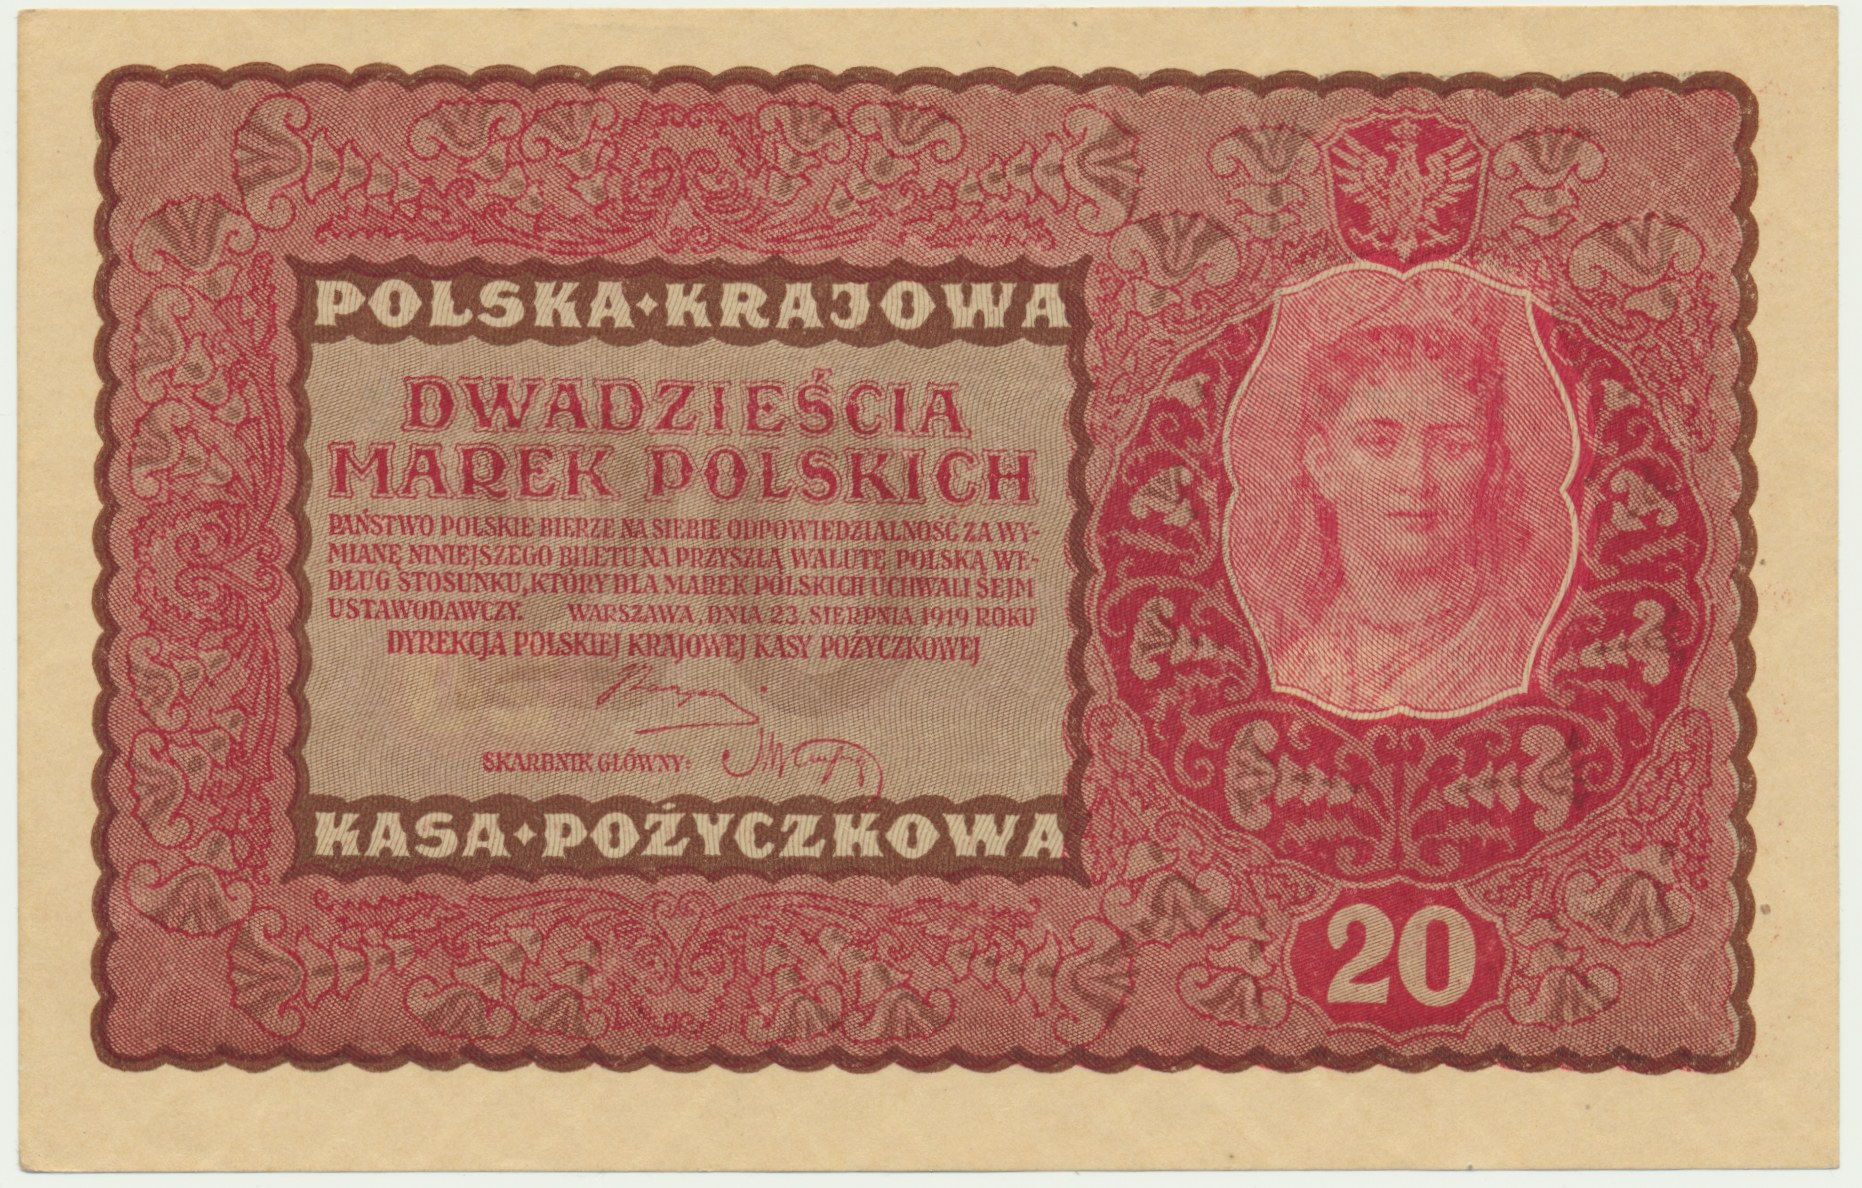 POLSKA•KRAJOWA
DWADZIEŚCIA
MAREK POLSKICH
PAŃSTWO POLSKIE BIERZE NA SIEBIE ODPOWIEDZIALNOŚĆ ZA WY-
MIANĘ NINIEJSZEGO BILETU NA PRZYSZŁĄ WALUTĘ POLSKĄ WE-
DŁUG STOSUNKU, KTÓRY DLA MAREK POLSKICH UCHWALI SEJM
USTAWODAWCZY. WARSZAWA, DNIA 23. SIERPNIA 1919 ROKU
DYREKCJA POLSKIEJ KRAJOWEJ KASY POŻYCZKOWEJ
SKARBNIK GŁÓWNY:
KASA•POŻYCZKOWA
20